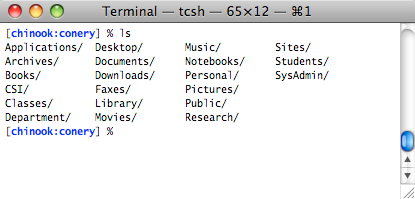 Terminal — tcsh — 65×12 — ⌘1
[chinook:conery] % ls
Applications/ Desktop/ Music/ Sites/
Archives/ Documents/ Notebooks/ Students/
Books/ Downloads/ Personal/ SysAdmin/
CSI/ Faxes/ Pictures/
Classes/ Library/ Public/
Department/ Movies/ Research/
[chinook:conery] %